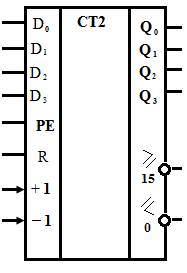 D₀ CT2 Q₀
D₁ Q₁
D₂ Q₂
D₃ Q₃
PE
R ≥
15
+1
≤
−1 0